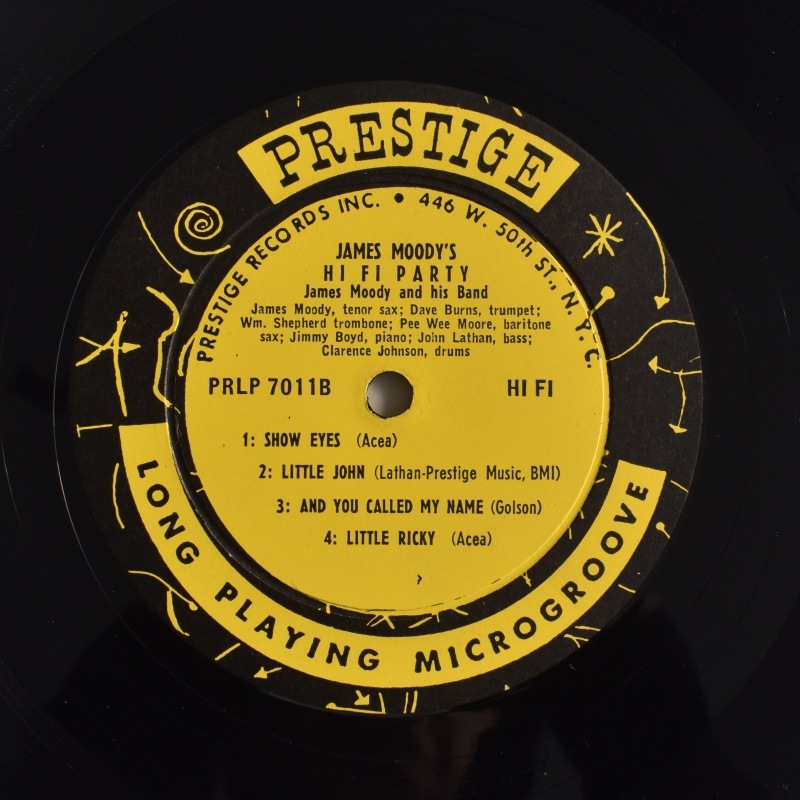 PRESTIGE
PRESTIGE RECORDS INC. • 446 W. 50th ST., N.Y.C.
JAMES MOODY'S
HI FI PARTY
James Moody and his Band
James Moody, tenor sax; Dave Burns, trumpet;
Wm. Shepherd trombone; Pee Wee Moore, baritone
sax; Jimmy Boyd, piano; John Lathan, bass;
Clarence Johnson, drums
PRLP 7011B HI FI
1: SHOW EYES (Acea)
2: LITTLE JOHN (Lathan-Prestige Music, BMI)
3: AND YOU CALLED MY NAME (Golson)
4: LITTLE RICKY (Acea)
LONG PLAYING MICROGROOVE